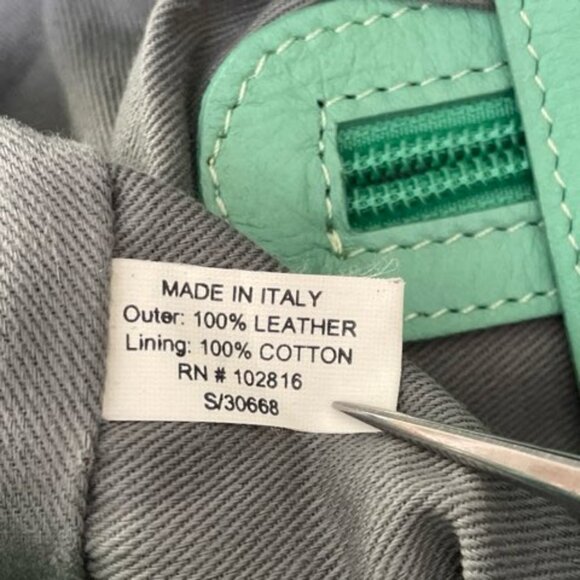 MADE IN ITALY
Outer: 100% LEATHER
Lining: 100% COTTON
RN # 102816
S/30668